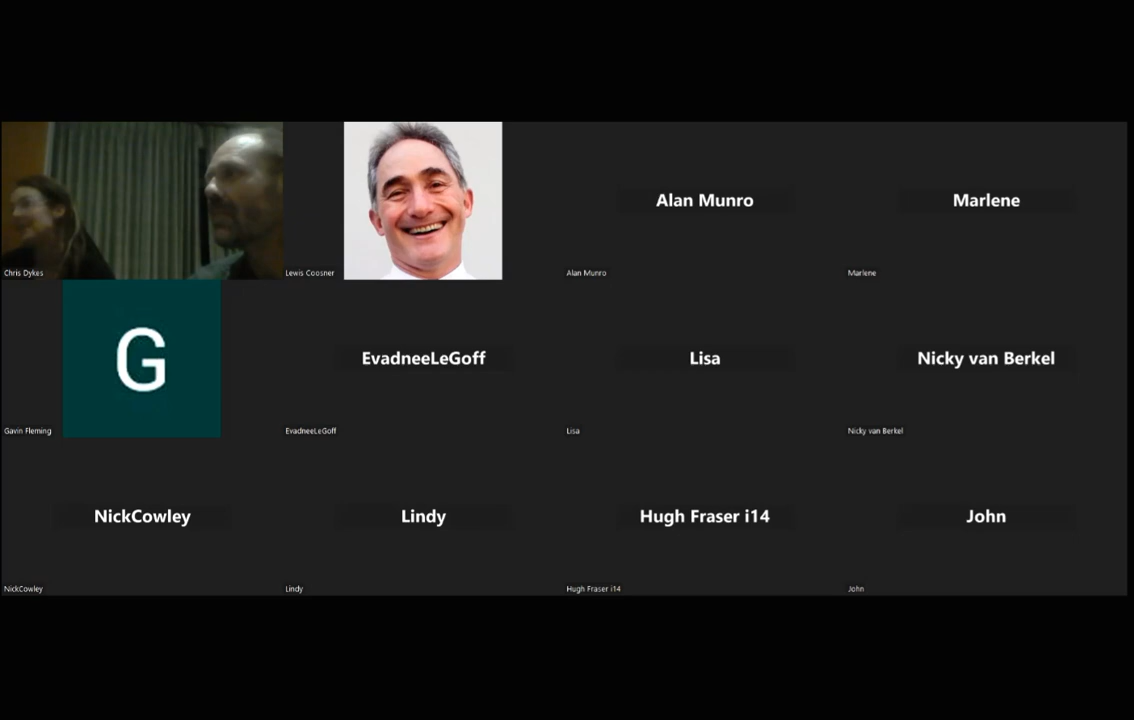 Alan Munro
Marlene
Chris Dykes
Lewis Coosner
Alan Munro
Marlene
G
EvadneeLeGoff
Lisa
Nicky van Berkel
Gavin Fleming
EvadneeLeGoff
Lisa
Nicky van Berkel
NickCowley
Lindy
Hugh Fraser i14
John
NickCowley
Lindy
Hugh Fraser i14
John